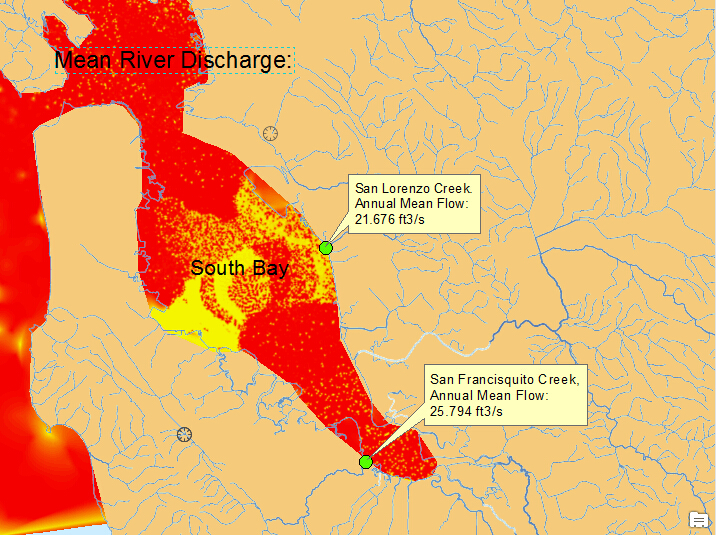 Mean River Discharge:
San Lorenzo Creek.
Annual Mean Flow:
21.676 ft3/s
South Bay
San Francisquito Creek,
Annual Mean Flow:
25.794 ft3/s